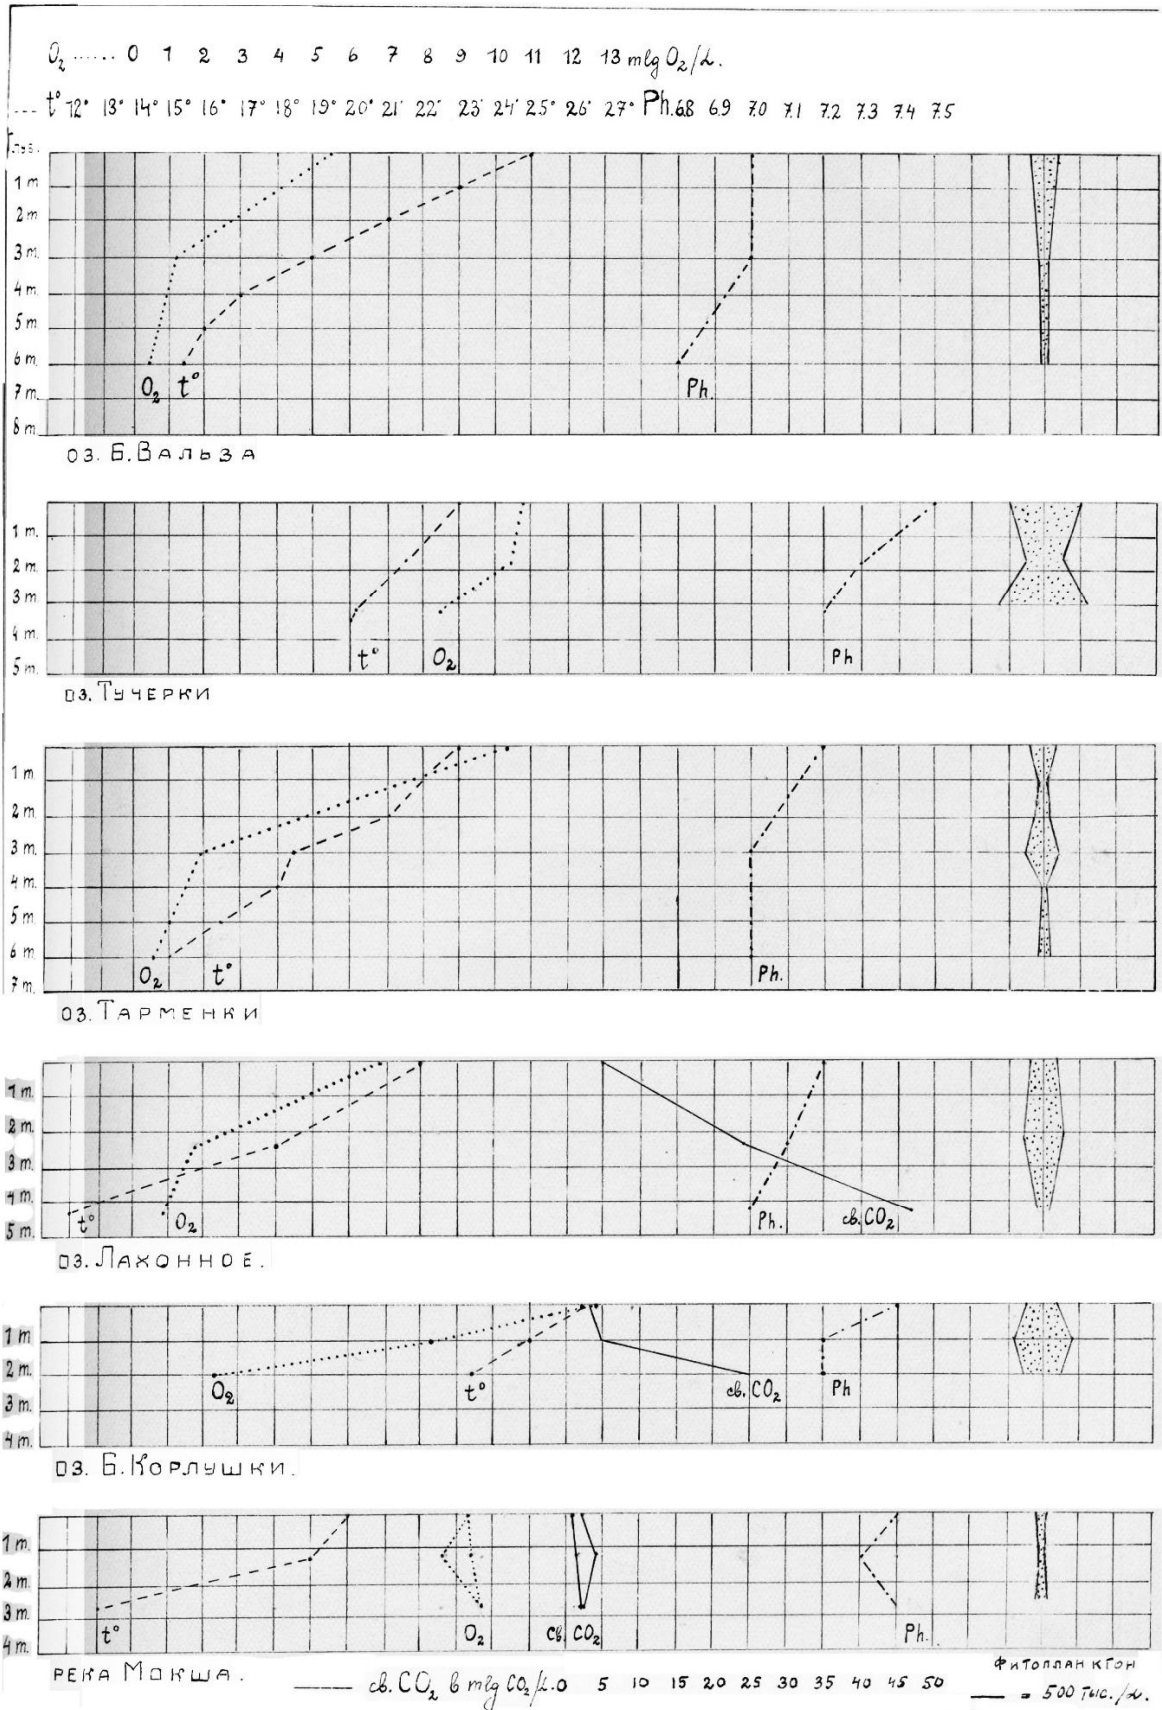 O₂ ...... 0 1 2 3 4 5 6 7 8 9 10 11 12 13 mlg O₂/L.
--- t° 12° 13° 14° 15° 16° 17° 18° 19° 20° 21° 22° 23° 24° 25° 26° 27° Ph. 6.8 6.9 7.0 7.1 7.2 7.3 7.4 7.5
1 m
2 m.
3 m.
4 m.
5 m.
6 m.
7 m.
8 m.
O₂ t° Ph.
оз. Б. Вальза
1 m.
2 m.
3 m.
4 m.
5 m.
t° O₂ Ph
оз. Тучерки
1 m
2 m.
3 m.
4 m.
5 m.
6 m.
7 m.
O₂ t° Ph.
оз. Тарменки
1 m.
2 m.
3 m.
4 m.
5 m.
t° O₂ Ph. св. CO₂
оз. Лахонное.
1 m
2 m.
3 m.
4 m.
O₂ t° св. CO₂ Ph
оз. Б. Корлушки.
1 m.
2 m.
3 m.
4 m.
t° O₂ св. CO₂ Ph.
река Мокша.
—— св. CO₂ в mlg CO₂/L. 0 5 10 15 20 25 30 35 40 45 50
Фитопланктон
— = 500 тыс./L.